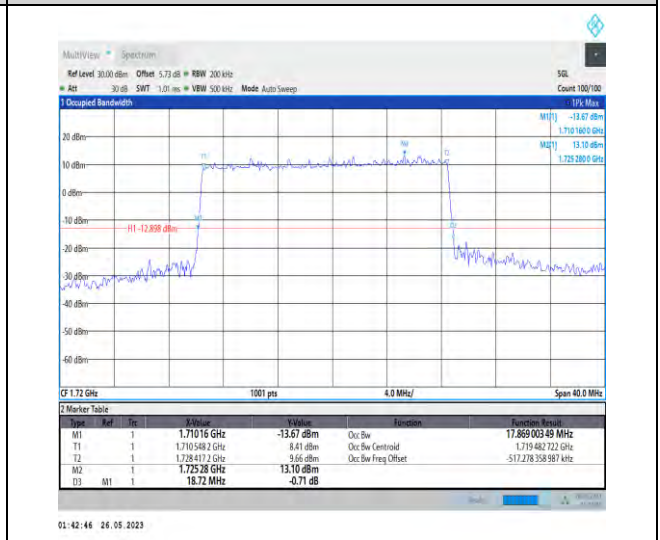 MultiView Spectrum
Ref Level 30.00 dBm Offset 5.73 dB RBW 200 kHz SGL
Att 30 dB SWT 1.01 ms VBW 500 kHz Mode Auto Sweep Count 100/100
1 Occupied Bandwidth 1Pk Max
M1[1] -13.67 dBm
1.710 160 0 GHz
M2[1] 13.10 dBm
1.725 280 0 GHz
20 dBm
T1 M2 T2
10 dBm
0 dBm
-10 dBm
M1 D3
H1 -12.898 dBm
-20 dBm
-30 dBm
-40 dBm
-50 dBm
-60 dBm
CF 1.72 GHz 1001 pts 4.0 MHz/ Span 40.0 MHz
2 Marker Table
Type Ref Trc X-Value Y-Value Function Function Result
M1 1 1.71016 GHz -13.67 dBm Occ Bw 17.869 003 49 MHz
T1 1 1.710 548 2 GHz 8.41 dBm Occ Bw Centroid 1.719 482 722 GHz
T2 1 1.728 417 2 GHz 9.66 dBm Occ Bw Freq Offset -517.278 358 987 kHz
M2 1 1.725 28 GHz 13.10 dBm
D3 M1 1 18.72 MHz -0.71 dB
01:42:46 26.05.2023